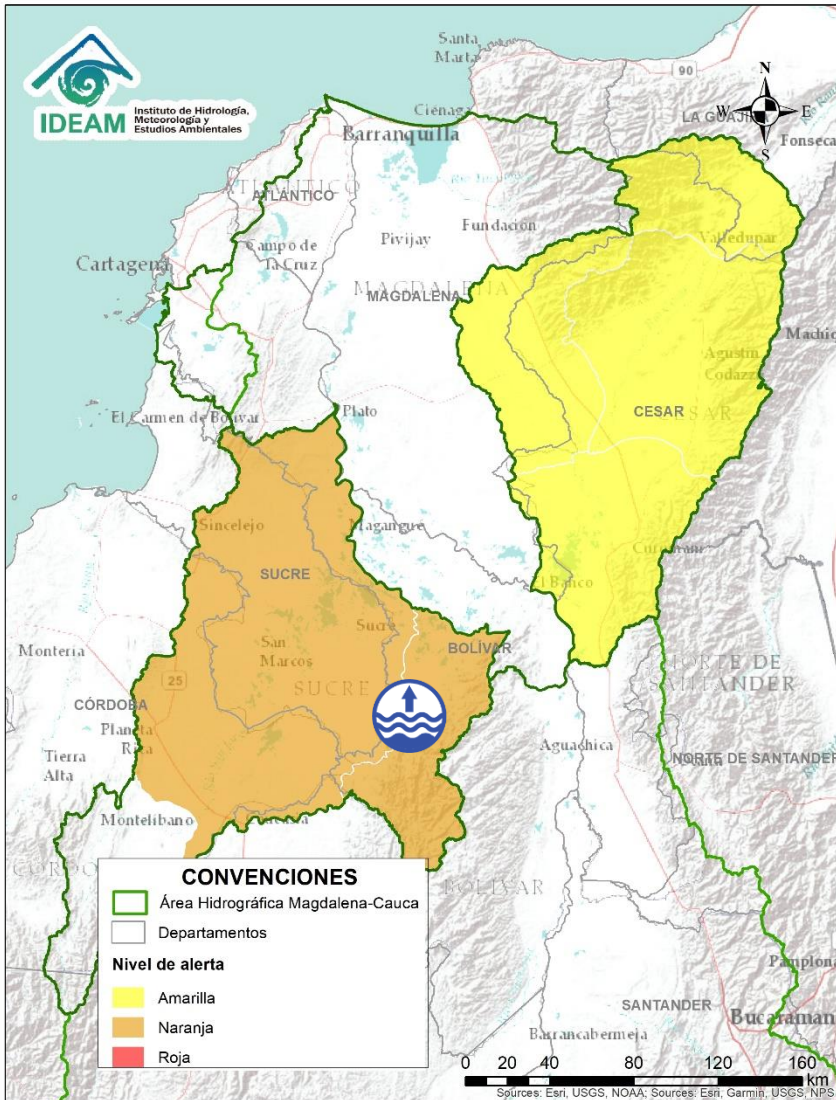 IDEAM
Instituto de Hidrología,
Meteorología y
Estudios Ambientales
Santa
Marta
90
N
W
E
S
Ciénaga
Barranquilla
Fonseca
ATLÁNTICO
ATLÁNTICO
Valledupar
Pivijay
Fundación
Campo de
La Cruz
Cartagena
MAGDALENA
MAGDALENA
Agustín
Codazzi
El Carmen de Bolívar
Plato
CESAR
CESAR
Sincelejo
Magangué
SUCRE
El Banco
Sucre
San
Marcos
BOLÍVAR
Montería
25
SUCRE
NORTE DE
SANTANDER
CÓRDOBA
Planeta
Rica
Tierra
Alta
Aguachica
NORTE DE SANTANDER
Montelíbano
BOLÍVAR
CONVENCIONES
Área Hidrográfica Magdalena-Cauca
Departamentos
Nivel de alerta
Amarilla
Naranja
Roja
Pamplona
SANTANDER
Bucaraman
Barrancabermeja
0 20 40 80 120 160
km
Sources: Esri, USGS, NOAA; Sources: Esri, Garmin, USGS, NPS